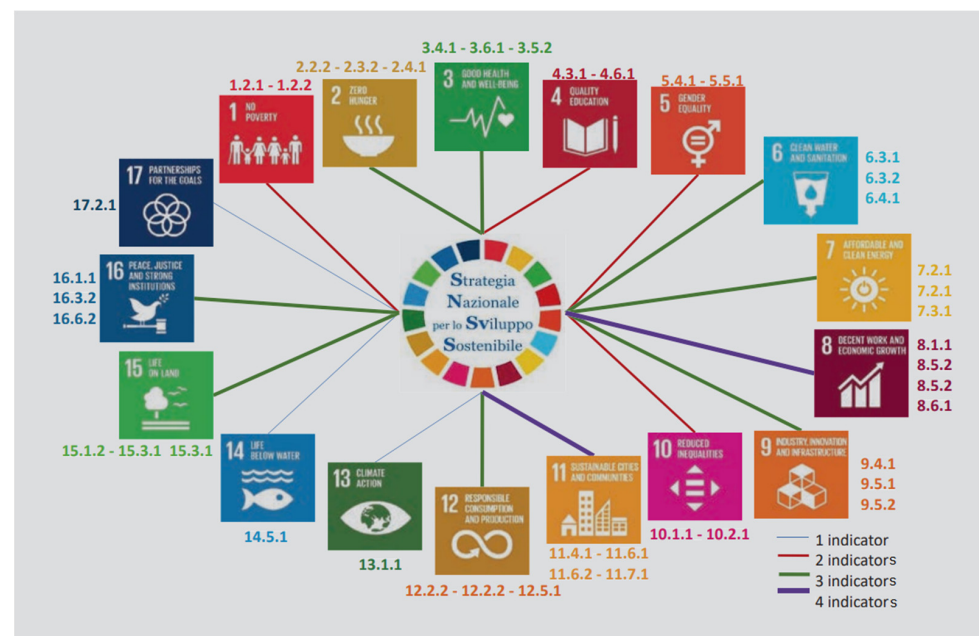 3.4.1 - 3.6.1 - 3.5.2
2.2.2 - 2.3.2 - 2.4.1
4.3.1 - 4.6.1
5.4.1 - 5.5.1
1.2.1 - 1.2.2
1 NO
POVERTY
2 ZERO
HUNGER
3 GOOD HEALTH
AND WELL-BEING
4 QUALITY
EDUCATION
5 GENDER
EQUALITY
6 CLEAN WATER
AND SANITATION
6.3.1
6.3.2
6.4.1
17 PARTNERSHIPS
FOR THE GOALS
17.2.1
7 AFFORDABLE AND
CLEAN ENERGY
7.2.1
7.2.1
7.3.1
16 PEACE, JUSTICE
AND STRONG
INSTITUTIONS
16.1.1
16.3.2
16.6.2
Strategia
Nazionale
per lo Sviluppo
Sostenibile
8 DECENT WORK AND
ECONOMIC GROWTH
8.1.1
8.5.2
8.5.2
8.6.1
15 LIFE
ON LAND
15.1.2 - 15.3.1 15.3.1
14 LIFE
BELOW WATER
14.5.1
13 CLIMATE
ACTION
13.1.1
12 RESPONSIBLE
CONSUMPTION
AND PRODUCTION
12.2.2 - 12.2.2 - 12.5.1
11 SUSTAINABLE CITIES
AND COMMUNITIES
11.4.1 - 11.6.1
11.6.2 - 11.7.1
10 REDUCED
INEQUALITIES
10.1.1 - 10.2.1
9 INDUSTRY, INNOVATION
AND INFRASTRUCTURE
9.4.1
9.5.1
9.5.2
1 indicator
2 indicators
3 indicators
4 indicators